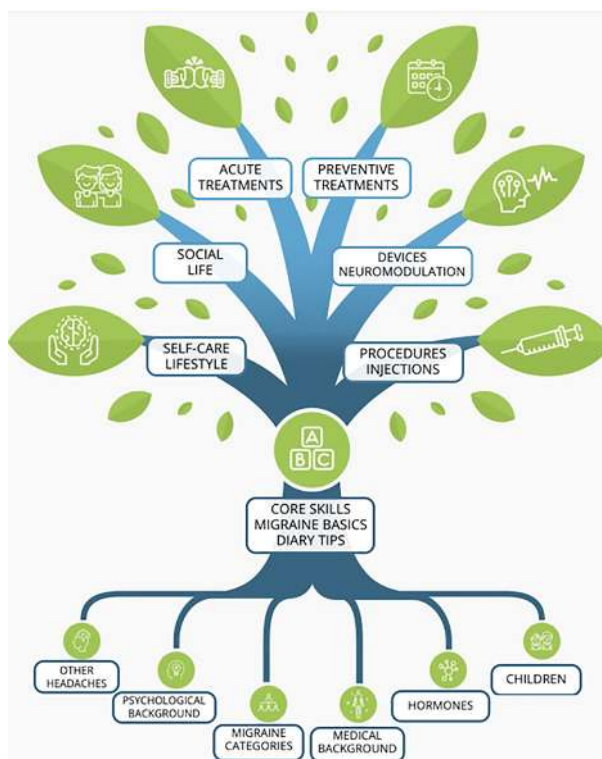 ACUTE
TREATMENTS
PREVENTIVE
TREATMENTS
SOCIAL
LIFE
DEVICES
NEUROMODULATION
SELF-CARE
LIFESTYLE
PROCEDURES
INJECTIONS
A
B C
CORE SKILLS
MIGRAINE BASICS
DIARY TIPS
OTHER
HEADACHES
PSYCHOLOGICAL
BACKGROUND
MIGRAINE
CATEGORIES
MEDICAL
BACKGROUND
HORMONES
CHILDREN